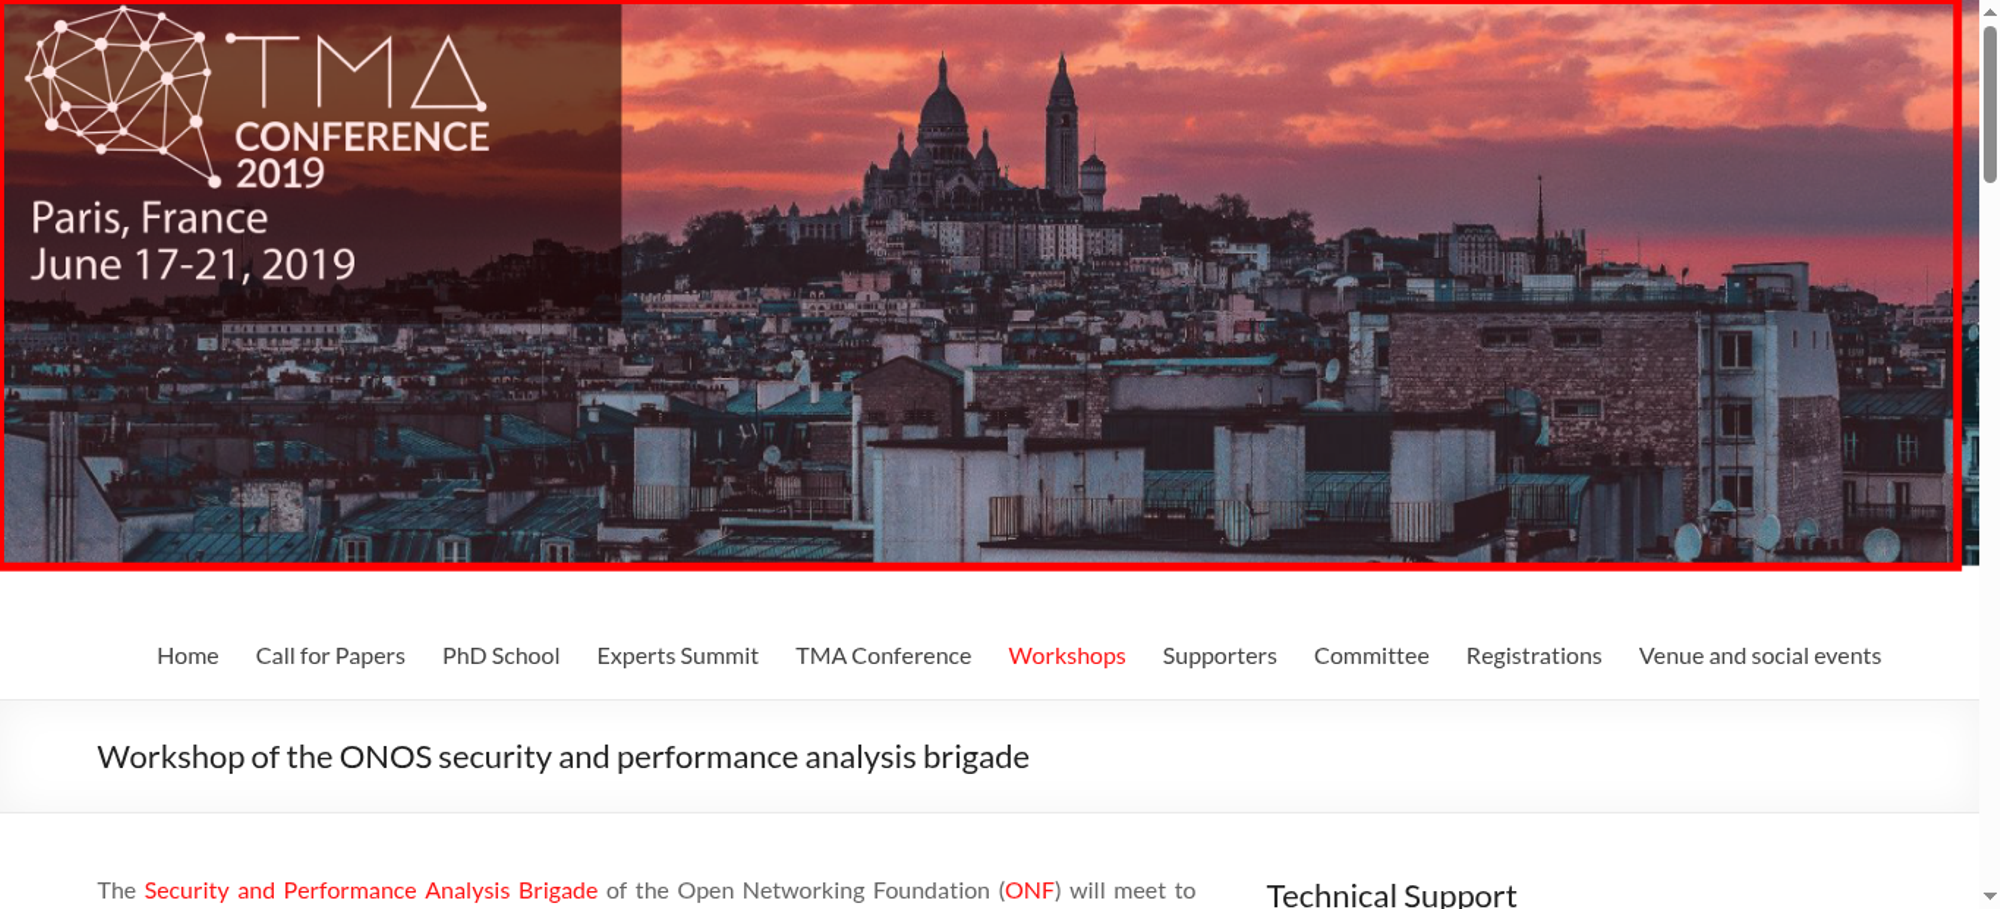 TMA
CONFERENCE
2019
Paris, France
June 17-21, 2019
Home Call for Papers PhD School Experts Summit TMA Conference Workshops Supporters Committee Registrations Venue and social events
Workshop of the ONOS security and performance analysis brigade
The Security and Performance Analysis Brigade of the Open Networking Foundation (ONF) will meet to
Technical Support